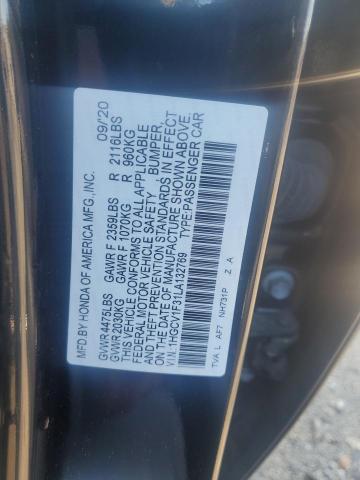 MFD.BY HONDA OF AMERICA MFG.,INC. 09/'20
GVWR 4475LBS GAWR F 2359LBS R 2116LBS
GVWR 2030KG GAWR F 1070KG R 960KG
THIS VEHICLE CONFORMS TO ALL APPLICABLE
FEDERAL MOTOR VEHICLE SAFETY, BUMPER,
AND THEFT PREVENTION STANDARDS IN EFFECT
ON THE DATE OF MANUFACTURE SHOWN ABOVE.
V.I.N.:1HGCV1F31LA132769 TYPE:PASSENGER CAR
TVA L AF7 NH731P Z A